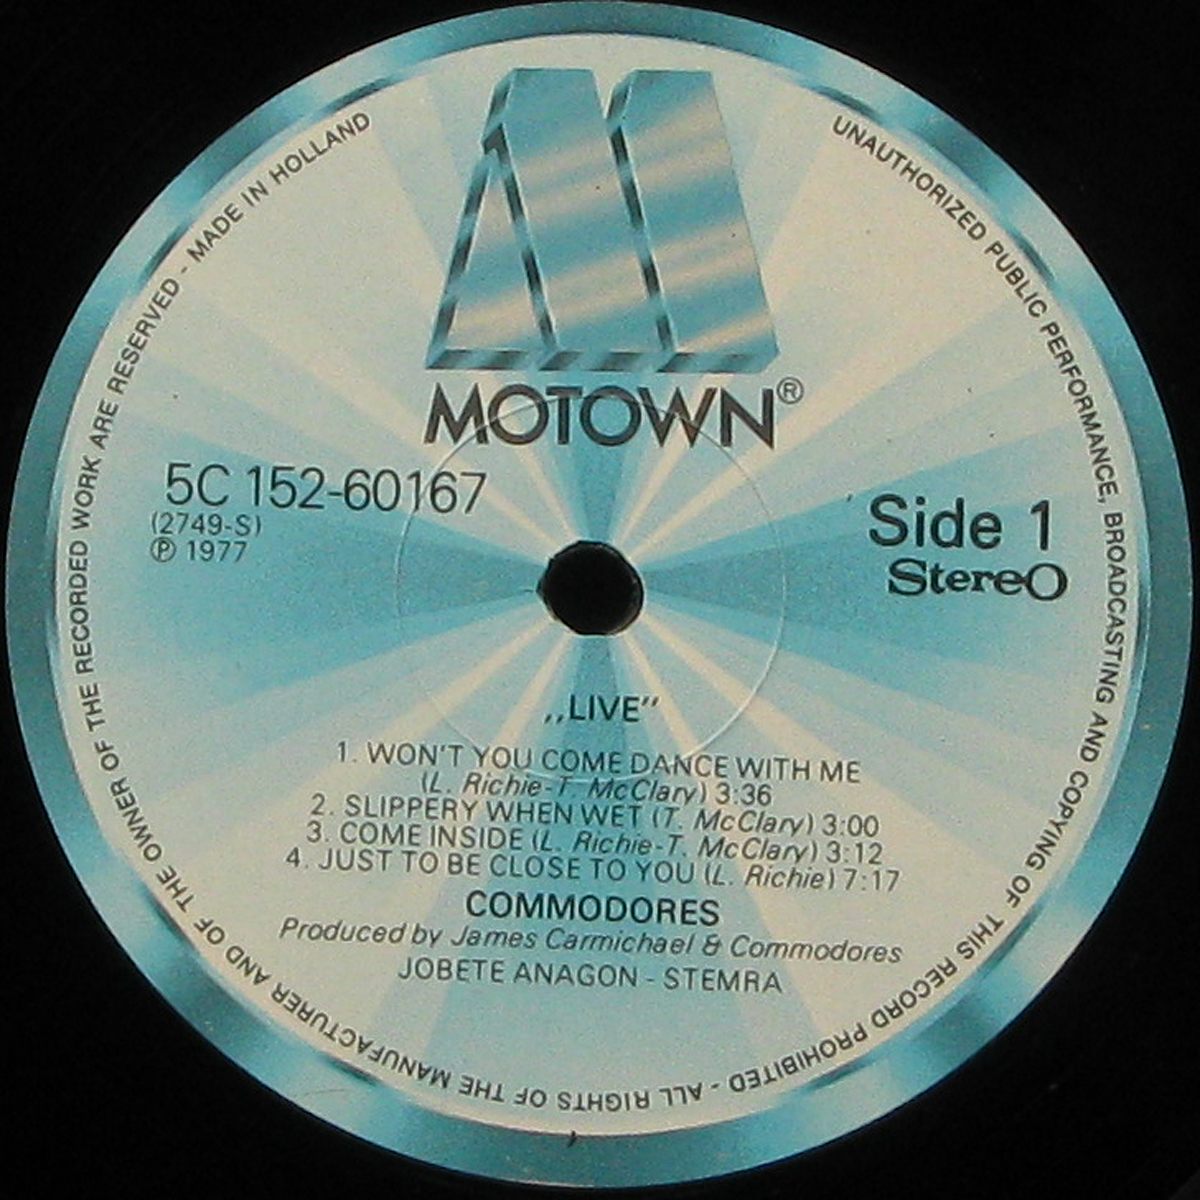 MOTOWN®
5C 152-60167
(2749-S)
℗ 1977
Side 1
Stereo
„LIVE”
1. WON'T YOU COME DANCE WITH ME
(L. Richie-T. McClary) 3:36
2. SLIPPERY WHEN WET (T. McClary) 3:00
3. COME INSIDE (L. Richie-T. McClary) 3:12
4. JUST TO BE CLOSE TO YOU (L. Richie) 7:17
COMMODORES
Produced by James Carmichael & Commodores
JOBETE ANAGON - STEMRA
UNAUTHORIZED PUBLIC PERFORMANCE, BROADCASTING AND COPYING OF THIS RECORD PROHIBITED - ALL RIGHTS OF THE MANUFACTURER AND OF THE OWNER OF THE RECORDED WORK ARE RESERVED - MADE IN HOLLAND